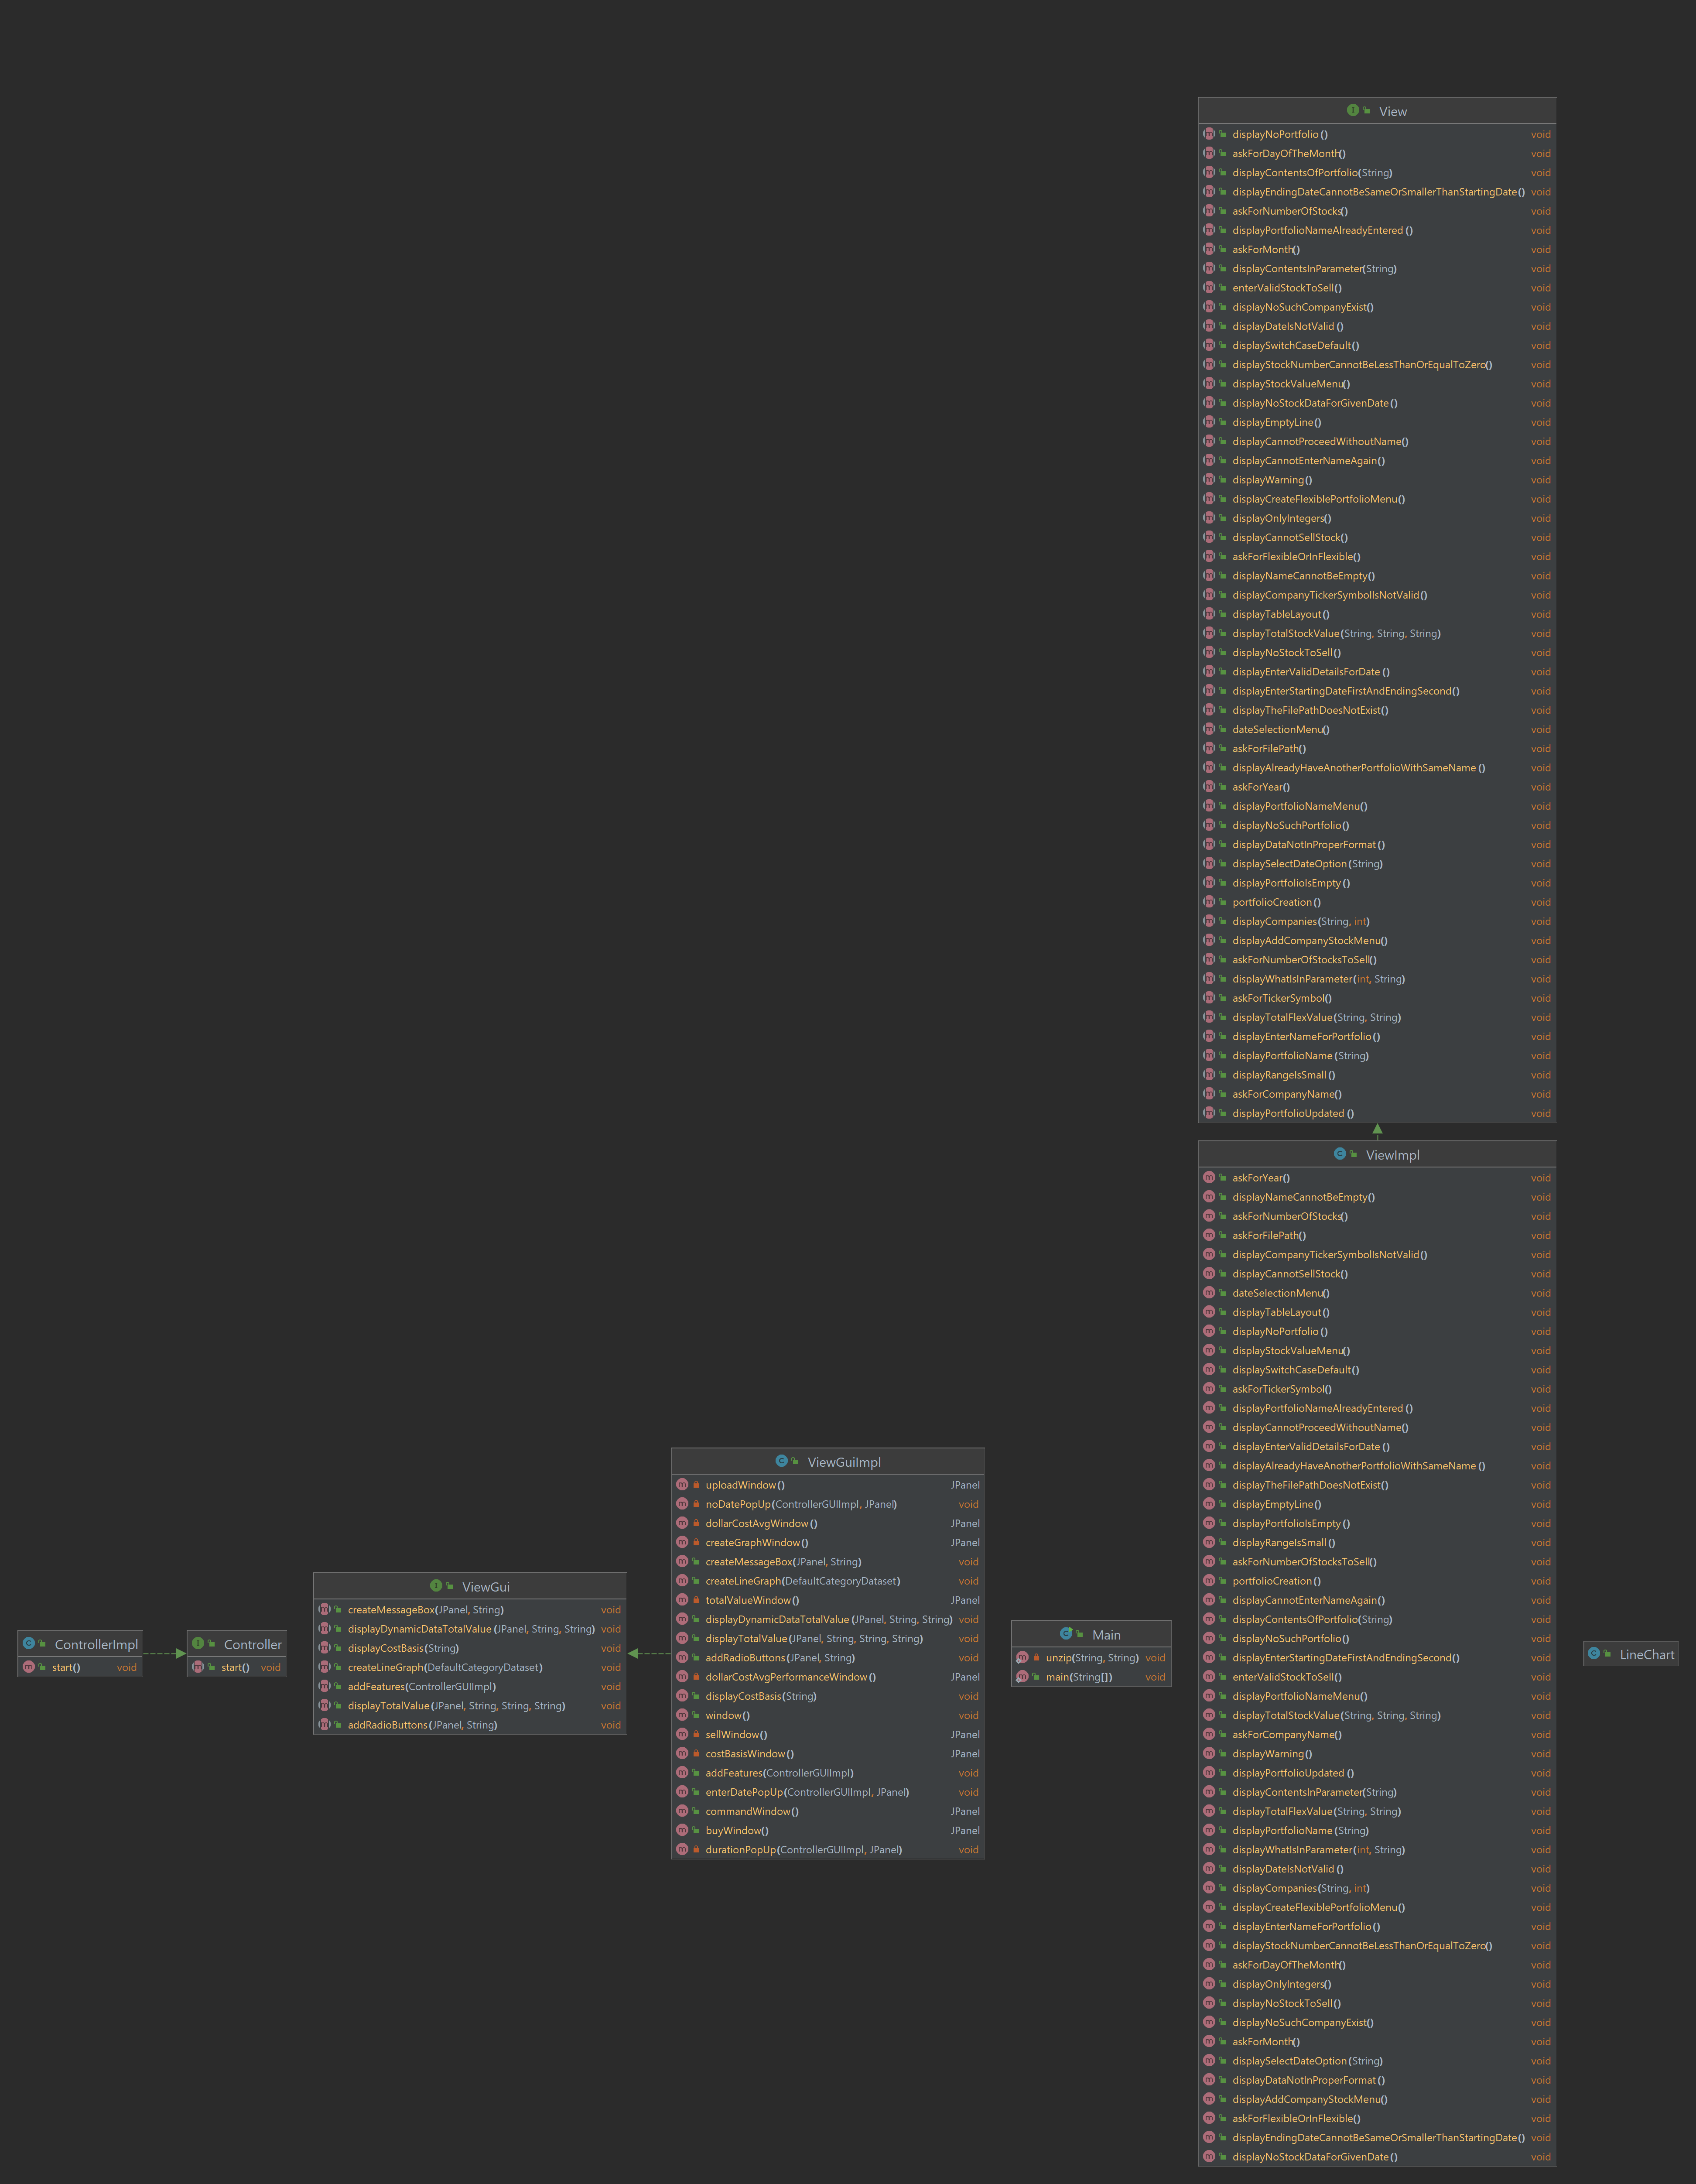 View
displayNoPortfolio() void
askForDayOfTheMonth() void
displayContentsOfPortfolio(String) void
displayEndingDateCannotBeSameOrSmallerThanStartingDate() void
askForNumberOfStocks() void
displayPortfolioNameAlreadyEntered() void
askForMonth() void
displayContentsInParameter(String) void
enterValidStockToSell() void
displayNoSuchCompanyExist() void
displayDateIsNotValid() void
displaySwitchCaseDefault() void
displayStockNumberCannotBeLessThanOrEqualToZero() void
displayStockValueMenu() void
displayNoStockDataForGivenDate() void
displayEmptyLine() void
displayCannotProceedWithoutName() void
displayCannotEnterNameAgain() void
displayWarning() void
displayCreateFlexiblePortfolioMenu() void
displayOnlyIntegers() void
displayCannotSellStock() void
askForFlexibleOrInFlexible() void
displayNameCannotBeEmpty() void
displayCompanyTickerSymbolIsNotValid() void
displayTableLayout() void
displayTotalStockValue(String, String, String) void
displayNoStockToSell() void
displayEnterValidDetailsForDate() void
displayEnterStartingDateFirstAndEndingSecond() void
displayTheFilePathDoesNotExist() void
dateSelectionMenu() void
askForFilePath() void
displayAlreadyHaveAnotherPortfolioWithSameName() void
askForYear() void
displayPortfolioNameMenu() void
displayNoSuchPortfolio() void
displayDataNotInProperFormat() void
displaySelectDateOption(String) void
displayPortfolioIsEmpty() void
portfolioCreation() void
displayCompanies(String, int) void
displayAddCompanyStockMenu() void
askForNumberOfStocksToSell() void
displayWhatIsInParameter(int, String) void
askForTickerSymbol() void
displayTotalFlexValue(String, String) void
displayEnterNameForPortfolio() void
displayPortfolioName(String) void
displayRangeIsSmall() void
askForCompanyName() void
displayPortfolioUpdated() void
ViewImpl
askForYear() void
displayNameCannotBeEmpty() void
askForNumberOfStocks() void
askForFilePath() void
displayCompanyTickerSymbolIsNotValid() void
displayCannotSellStock() void
dateSelectionMenu() void
displayTableLayout() void
displayNoPortfolio() void
displayStockValueMenu() void
displaySwitchCaseDefault() void
askForTickerSymbol() void
displayPortfolioNameAlreadyEntered() void
displayCannotProceedWithoutName() void
displayEnterValidDetailsForDate() void
displayAlreadyHaveAnotherPortfolioWithSameName() void
displayTheFilePathDoesNotExist() void
displayEmptyLine() void
displayPortfolioIsEmpty() void
displayRangeIsSmall() void
askForNumberOfStocksToSell() void
portfolioCreation() void
displayCannotEnterNameAgain() void
displayContentsOfPortfolio(String) void
displayNoSuchPortfolio() void
displayEnterStartingDateFirstAndEndingSecond() void
enterValidStockToSell() void
displayPortfolioNameMenu() void
displayTotalStockValue(String, String, String) void
askForCompanyName() void
displayWarning() void
displayPortfolioUpdated() void
displayContentsInParameter(String) void
displayTotalFlexValue(String, String) void
displayPortfolioName(String) void
displayWhatIsInParameter(int, String) void
displayDateIsNotValid() void
displayCompanies(String, int) void
displayCreateFlexiblePortfolioMenu() void
displayEnterNameForPortfolio() void
displayStockNumberCannotBeLessThanOrEqualToZero() void
askForDayOfTheMonth() void
displayOnlyIntegers() void
displayNoStockToSell() void
displayNoSuchCompanyExist() void
askForMonth() void
displaySelectDateOption(String) void
displayDataNotInProperFormat() void
displayAddCompanyStockMenu() void
askForFlexibleOrInFlexible() void
displayEndingDateCannotBeSameOrSmallerThanStartingDate() void
displayNoStockDataForGivenDate() void
ViewGuiImpl
uploadWindow() JPanel
noDatePopUp(ControllerGUIImpl, JPanel) void
dollarCostAvgWindow() JPanel
createGraphWindow() JPanel
createMessageBox(JPanel, String) void
createLineGraph(DefaultCategoryDataset) void
totalValueWindow() JPanel
displayDynamicDataTotalValue(JPanel, String, String) void
displayTotalValue(JPanel, String, String, String) void
addRadioButtons(JPanel, String) void
dollarCostAvgPerformanceWindow() JPanel
displayCostBasis(String) void
window() void
sellWindow() JPanel
costBasisWindow() JPanel
addFeatures(ControllerGUIImpl) void
enterDatePopUp(ControllerGUIImpl, JPanel) void
commandWindow() JPanel
buyWindow() JPanel
durationPopUp(ControllerGUIImpl, JPanel) void
ViewGui
createMessageBox(JPanel, String) void
displayDynamicDataTotalValue(JPanel, String, String) void
displayCostBasis(String) void
createLineGraph(DefaultCategoryDataset) void
addFeatures(ControllerGUIImpl) void
displayTotalValue(JPanel, String, String, String) void
addRadioButtons(JPanel, String) void
ControllerImpl
start() void
Controller
start() void
Main
unzip(String, String) void
main(String[]) void
LineChart